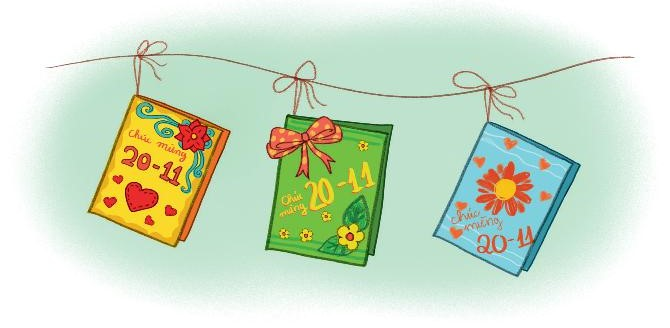 Chúc mừng
20-11
Chúc
mừng
20-11
chúc
mừng
20-11